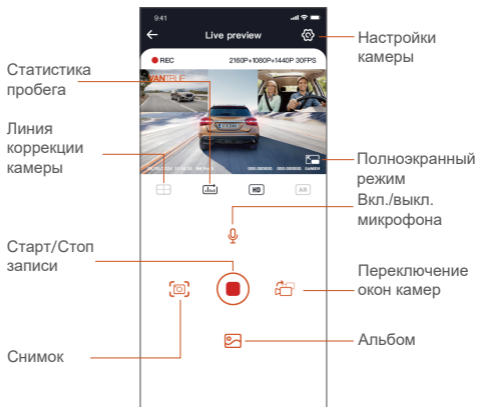 9:41
Live preview
REC
2160P+1080P+1440P 30FPS
VANTRUE
HD
AR
Настройки
камеры
Статистика
пробега
Линия
коррекции
камеры
Полноэкранный
режим
Вкл./выкл.
микрофона
Старт/Стоп
записи
Переключение
окон камер
Снимок
Альбом